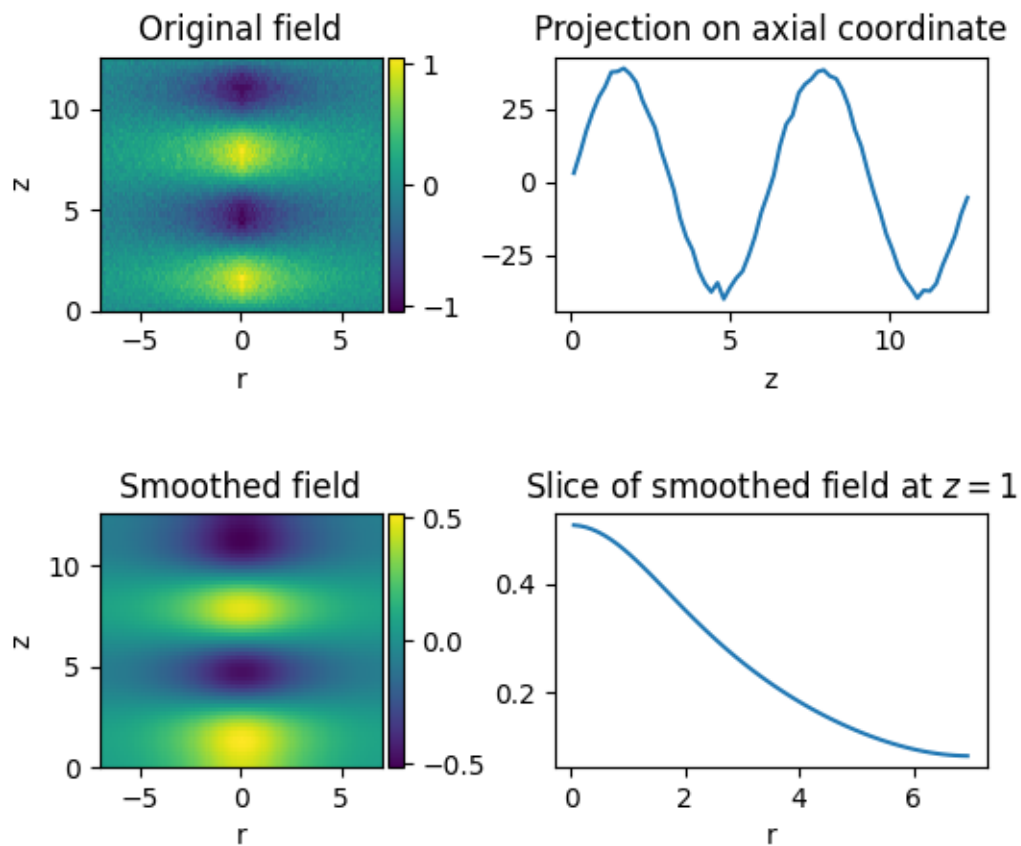 Original field
10
5
0
z
−5 0 5
r
1
0
−1
Projection on axial coordinate
25
0
−25
0 5 10
z
Smoothed field
10
5
0
z
−5 0 5
r
0.5
0.0
−0.5
Slice of smoothed field at z = 1
0.4
0.2
0 2 4 6
r